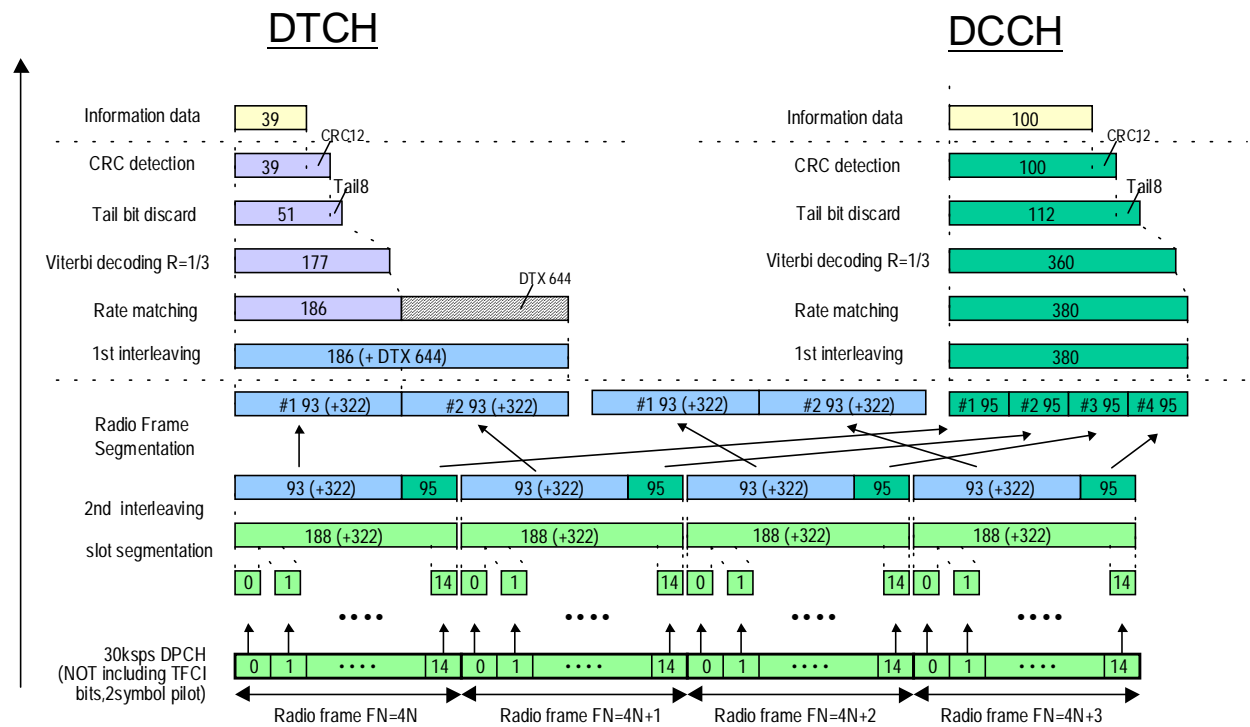 DTCH DCCH
Information data 39 Information data 100
CRC12 CRC12
CRC detection 39 CRC detection 100
Tail8 Tail8
Tail bit discard 51 Tail bit discard 112
Viterbi decoding R=1/3 177 Viterbi decoding R=1/3 360
DTX 644
Rate matching 186 Rate matching 380
1st interleaving 186 (+ DTX 644) 1st interleaving 380
#1 93 (+322) #2 93 (+322) #1 93 (+322) #2 93 (+322) #1 95 #2 95 #3 95 #4 95
Radio Frame
Segmentation
93 (+322) 95 93 (+322) 95 93 (+322) 95 93 (+322) 95
2nd interleaving
188 (+322) 188 (+322) 188 (+322) 188 (+322)
slot segmentation
0 1 14 0 1 14 0 1 14 0 1 14
• • • • • • • • • • • • • • • •
30ksps DPCH
(NOT including TFCI
bits,2symbol pilot)
0 1 • • • • 14 0 1 • • • • 14 0 1 • • • • 14 0 1 • • • • 14
Radio frame FN=4N Radio frame FN=4N+1 Radio frame FN=4N+2 Radio frame FN=4N+3